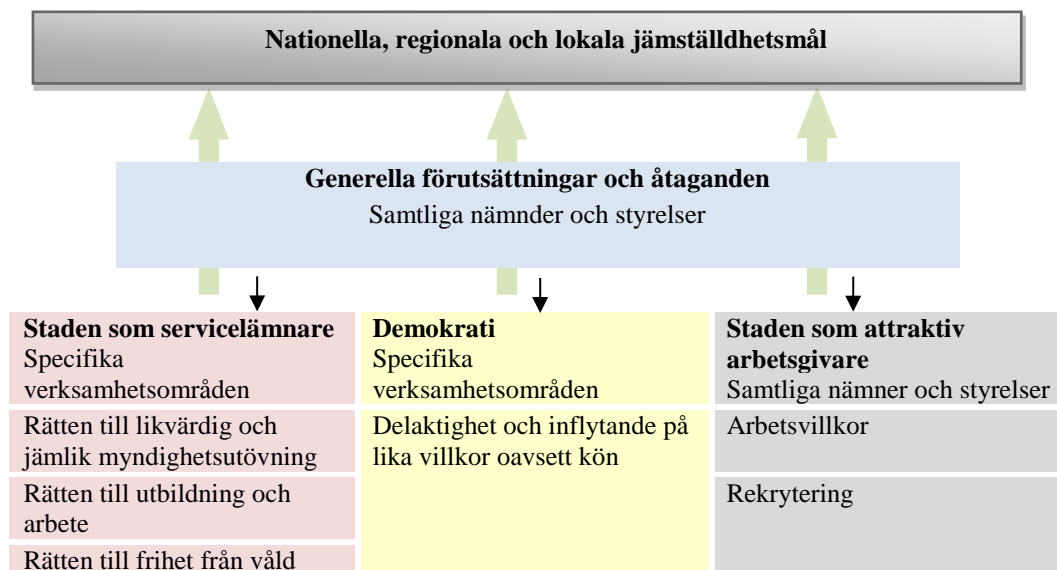 Nationella, regionala och lokala jämställdhetsmål
Generella förutsättningar och åtaganden
Samtliga nämnder och styrelser
Staden som servicelämnare
Specifika
verksamhetsområden
Rätten till likvärdig och
jämlik myndighetsutövning
Rätten till utbildning och
arbete
Rätten till frihet från våld
Demokrati
Specifika
verksamhetsområden
Delaktighet och inflytande på
lika villkor oavsett kön
Staden som attraktiv
arbetsgivare
Samtliga nämner och styrelser
Arbetsvillkor
Rekrytering